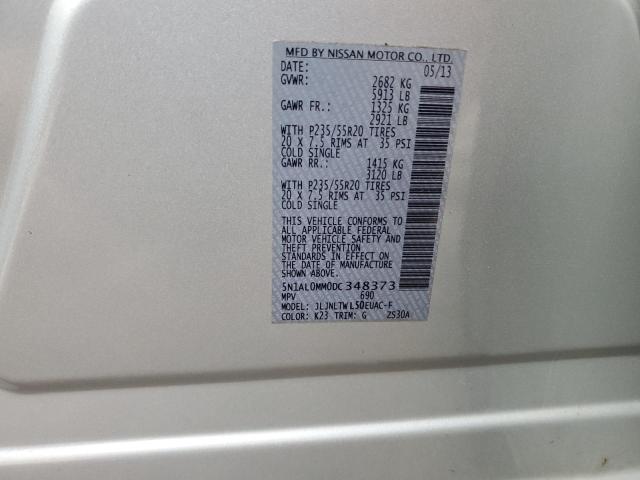 MFD BY NISSAN MOTOR CO., LTD.
DATE: 05/13
GVWR: 2682 KG
5913 LB
GAWR FR.: 1325 KG
2921 LB
WITH P235/55R20 TIRES
20 X 7.5 RIMS AT 35 PSI
COLD SINGLE
GAWR RR.: 1415 KG
3120 LB
WITH P235/55R20 TIRES
20 X 7.5 RIMS AT 35 PSI
COLD SINGLE
THIS VEHICLE CONFORMS TO
ALL APPLICABLE FEDERAL
MOTOR VEHICLE SAFETY AND
THEFT PREVENTION
STANDARDS IN EFFECT ON
THE DATE OF MANUFACTURE
SHOWN ABOVE.
5N1AL0MM0DC348373
MPV 690
MODEL: JLJNLTWL50EUAC-F
COLOR: K23 TRIM: G ZS30A